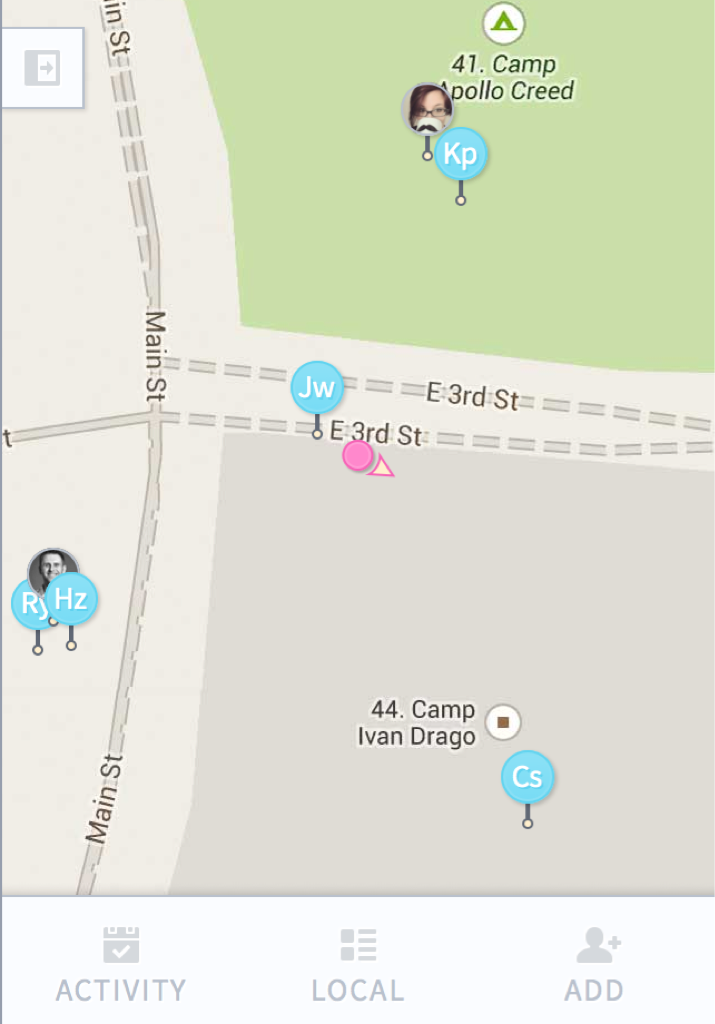 in St
41. Camp
Apollo Creed
Kp
Main St
Jw
E 3rd St
E 3rd St
t
Ry
Hz
44. Camp
Ivan Drago
Cs
Main St
ACTIVITY
LOCAL
ADD